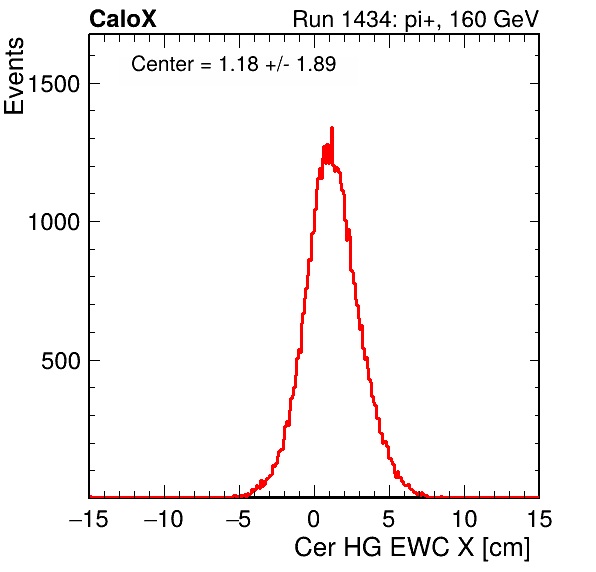 CaloX Run 1434: pi+, 160 GeV
Center = 1.18 +/- 1.89
Events
1500
1000
500
−15 −10 −5 0 5 10 15
Cer HG EWC X [cm]